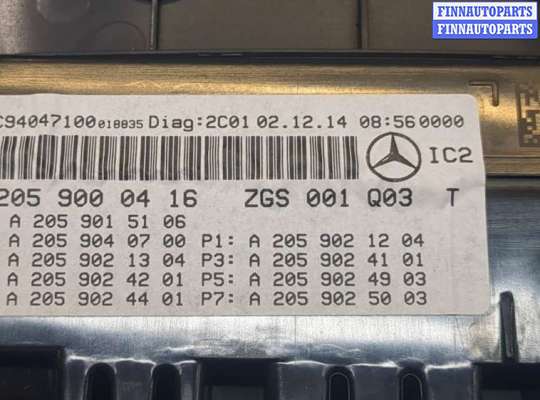 FINNAUTOPARTS
FINNAUTOPARTS
C94047100018835 Diag:2C01 02.12.14 08:56 0000
IC2
205 900 04 16 ZGS 001 Q03 T
A 205 901 51 06
A 205 904 07 00 P1: A 205 902 12 04
A 205 902 13 04 P3: A 205 902 41 01
A 205 902 42 01 P5: A 205 902 49 03
A 205 902 44 01 P7: A 205 902 50 03